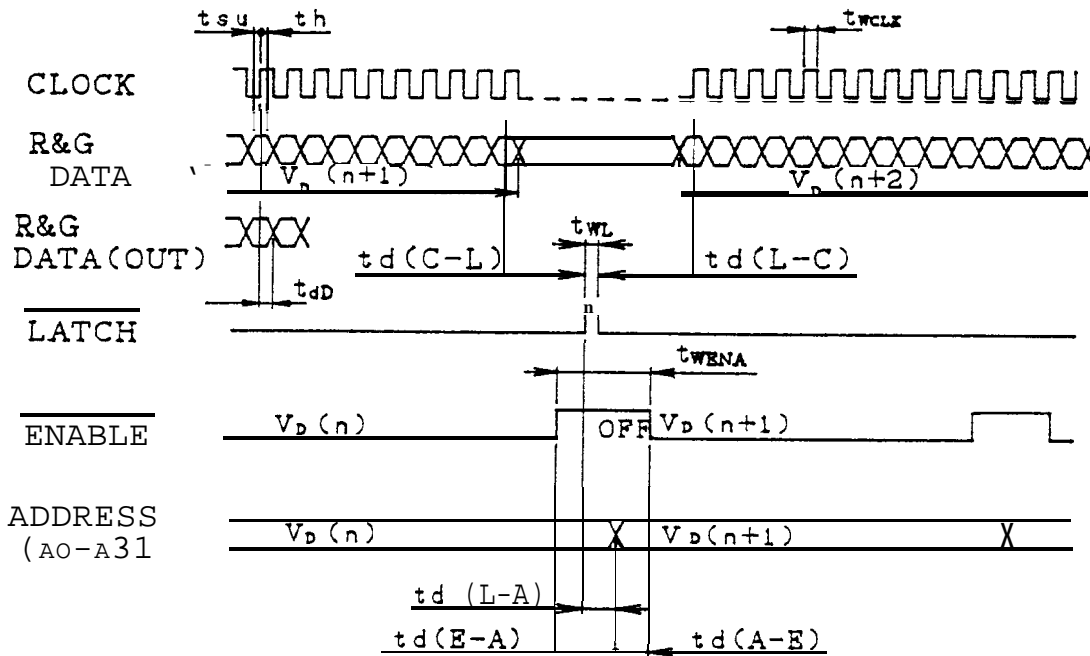 tsu th tWCLK
CLOCK
R&G
DATA
VD (n+1) VD (n+2)
R&G
DATA(OUT)
tWL
td(C-L) td(L-C)
tdD
n
LATCH
tWENA
ENABLE
VD(n) OFF VD(n+1)
ADDRESS
(A0-A31
VD(n) VD(n+1)
td (L-A)
td(E-A) td(A-E)